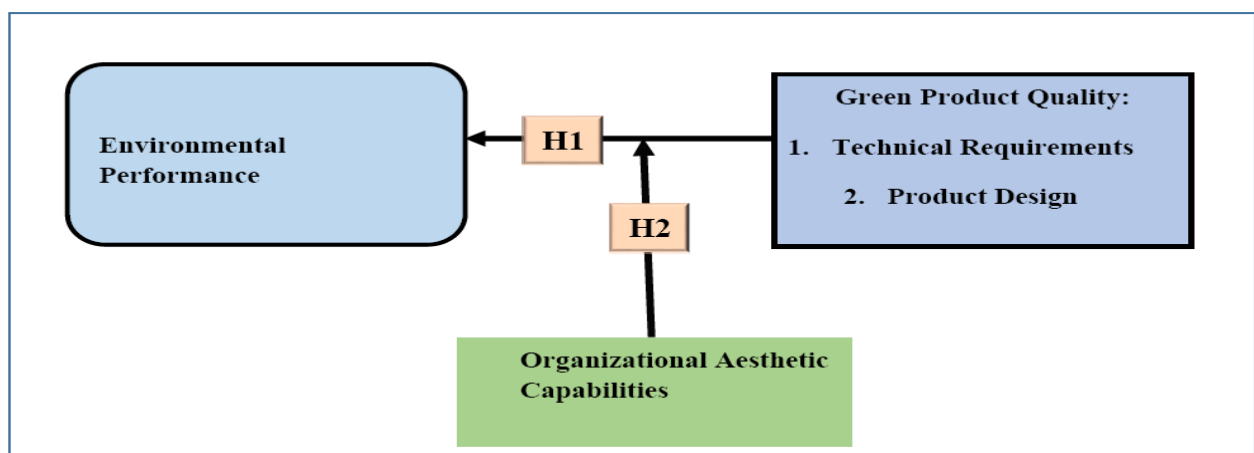 Environmental
Performance
H1
Green Product Quality:
1. Technical Requirements
2. Product Design
H2
Organizational Aesthetic
Capabilities